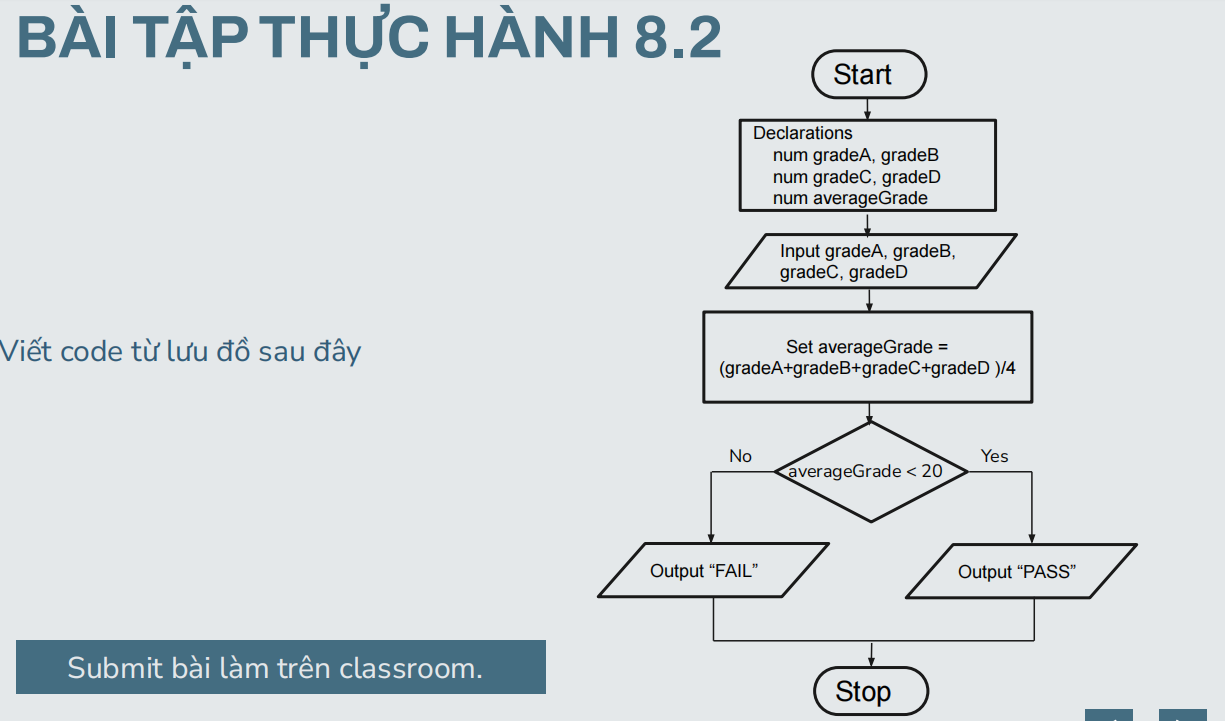 BÀI TẬP THỰC HÀNH 8.2
Viết code từ lưu đồ sau đây
Submit bài làm trên classroom.
Start
Declarations
num gradeA, gradeB
num gradeC, gradeD
num averageGrade
Input gradeA, gradeB,
gradeC, gradeD
Set averageGrade =
(gradeA+gradeB+gradeC+gradeD )/4
averageGrade < 20
No
Yes
Output “FAIL”
Output “PASS”
Stop